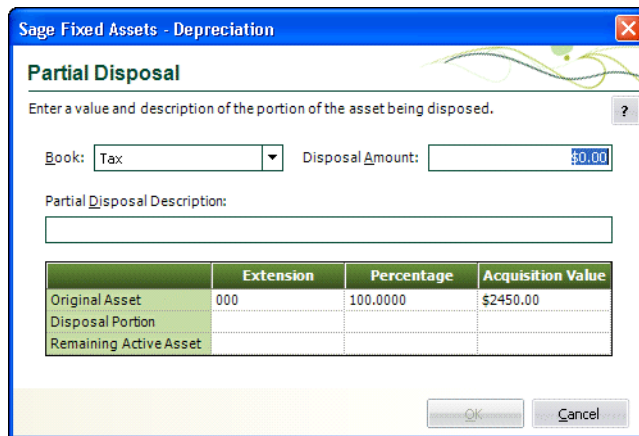 Sage Fixed Assets - Depreciation
Partial Disposal
Enter a value and description of the portion of the asset being disposed.
?
Book: Tax Disposal Amount: $0.00
Partial Disposal Description:
Extension Percentage Acquisition Value
Original Asset 000 100.0000 $2450.00
Disposal Portion
Remaining Active Asset
OK Cancel